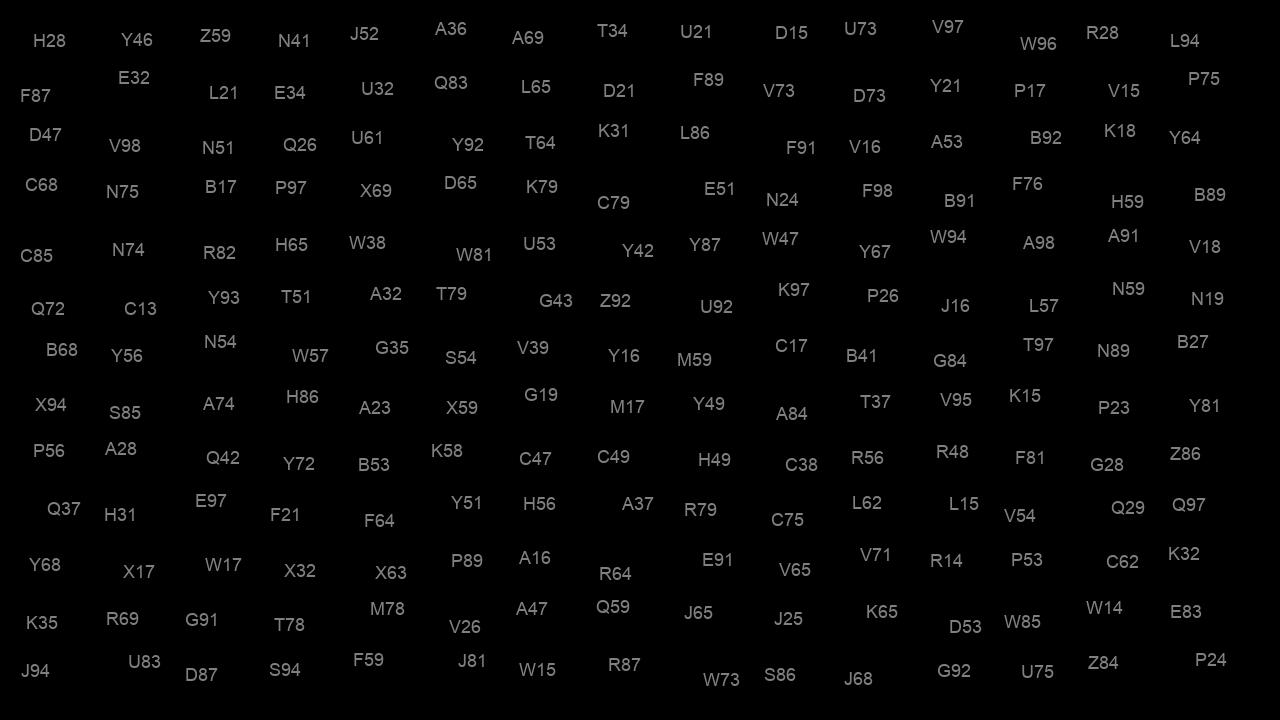 H28 Y46 Z59 N41 J52 A36 A69 T34 U21 D15 U73 V97 W96 R28 L94
F87 E32 L21 E34 U32 Q83 L65 D21 F89 V73 D73 Y21 P17 V15 P75
D47 V98 N51 Q26 U61 Y92 T64 K31 L86 F91 V16 A53 B92 K18 Y64
C68 N75 B17 P97 X69 D65 K79 C79 E51 N24 F98 B91 F76 H59 B89
C85 N74 R82 H65 W38 W81 U53 Y42 Y87 W47 Y67 W94 A98 A91 V18
Q72 C13 Y93 T51 A32 T79 G43 Z92 U92 K97 P26 J16 L57 N59 N19
B68 Y56 N54 W57 G35 S54 V39 Y16 M59 C17 B41 G84 T97 N89 B27
X94 S85 A74 H86 A23 X59 G19 M17 Y49 A84 T37 V95 K15 P23 Y81
P56 A28 Q42 Y72 B53 K58 C47 C49 H49 C38 R56 R48 F81 G28 Z86
Q37 H31 E97 F21 F64 Y51 H56 A37 R79 C75 L62 L15 V54 Q29 Q97
Y68 X17 W17 X32 X63 P89 A16 R64 E91 V65 V71 R14 P53 C62 K32
K35 R69 G91 T78 M78 V26 A47 Q59 J65 J25 K65 D53 W85 W14 E83
J94 U83 D87 S94 F59 J81 W15 R87 W73 S86 J68 G92 U75 Z84 P24